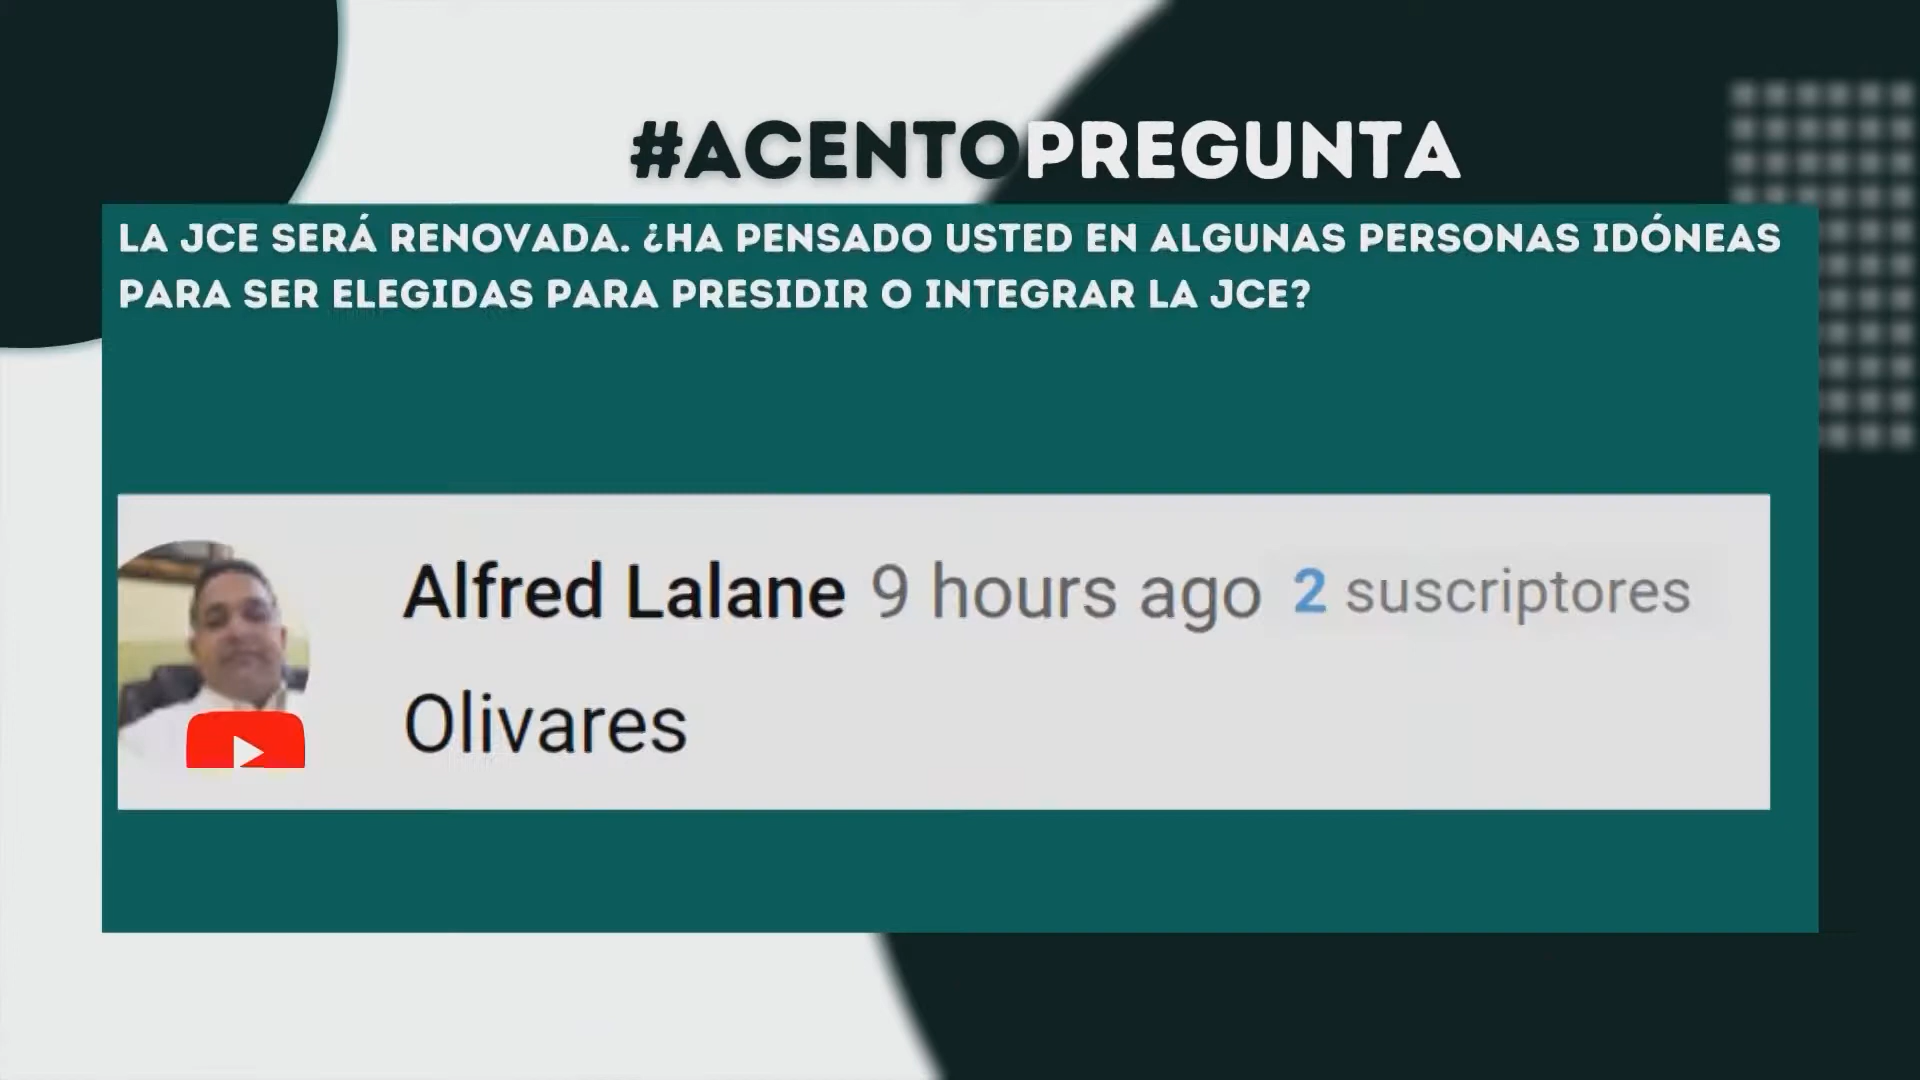 #ACENTOPREGUNTA
LA JCE SERÁ RENOVADA. ¿HA PENSADO USTED EN ALGUNAS PERSONAS IDÓNEAS
PARA SER ELEGIDAS PARA PRESIDIR O INTEGRAR LA JCE?
Alfred Lalane 9 hours ago 2 suscriptores
Olivares